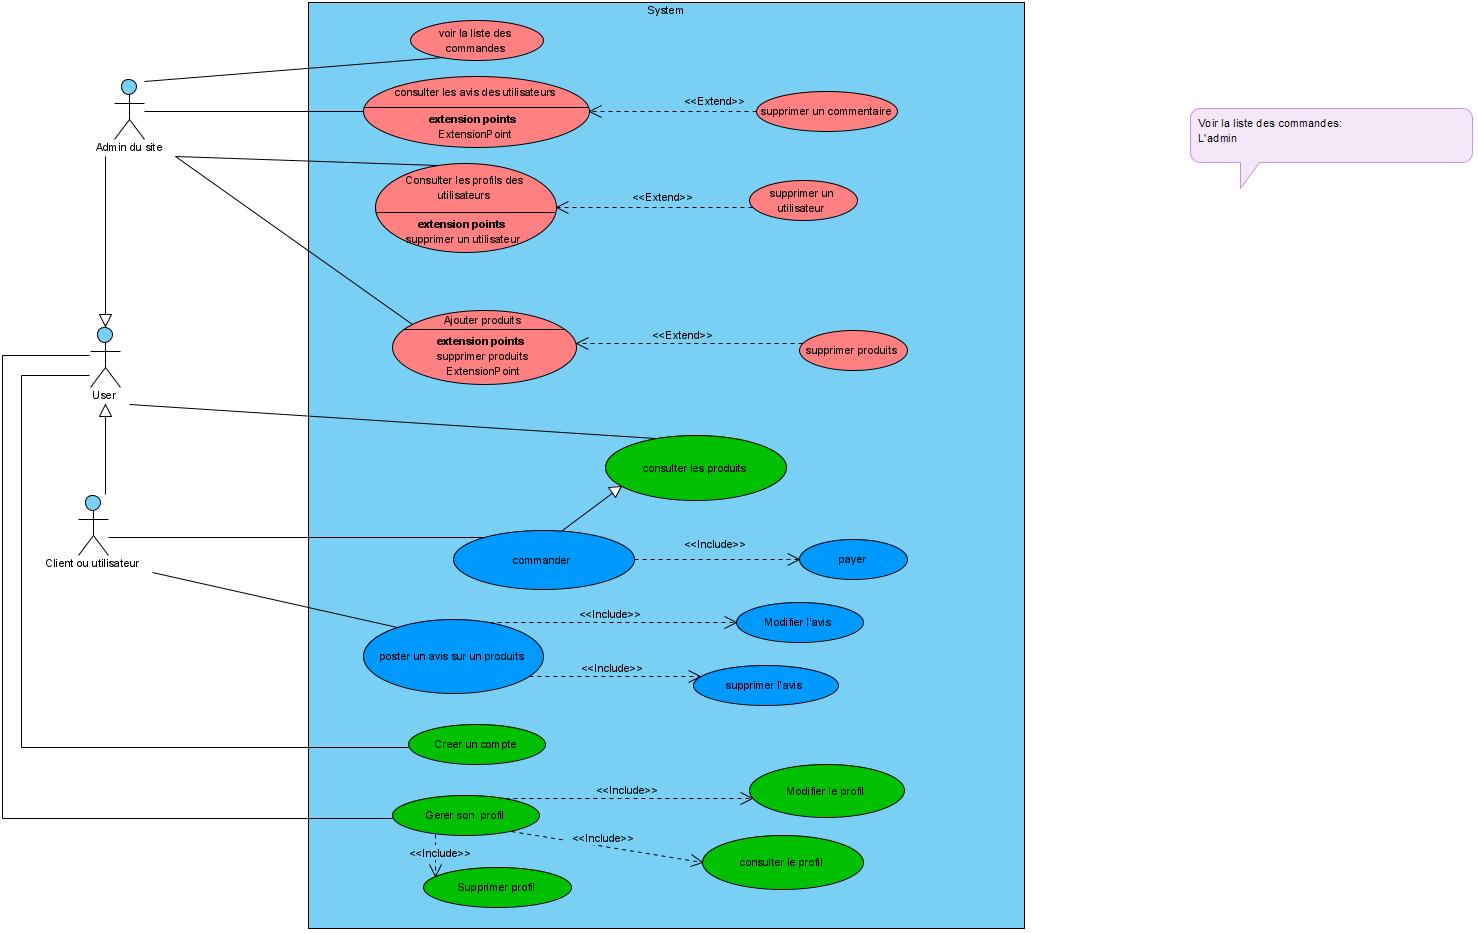 System
voir la liste des
commandes
consulter les avis des utilisateurs
extension points
ExtensionPoint
<<Extend>>
supprimer un commentaire
Voir la liste des commandes:
L'admin
Admin du site
Consulter les profils des
utilisateurs
extension points
supprimer un utilisateur
<<Extend>>
supprimer un
utilisateur
Ajouter produits
extension points
supprimer produits
ExtensionPoint
<<Extend>>
supprimer produits
User
consulter les produits
Client ou utilisateur
commander
<<Include>>
payer
poster un avis sur un produits
<<Include>>
Modifier l'avis
<<Include>>
supprimer l'avis
Creer un compte
Gerer son profil
<<Include>>
Modifier le profil
<<Include>>
consulter le profil
<<Include>>
Supprimer profil